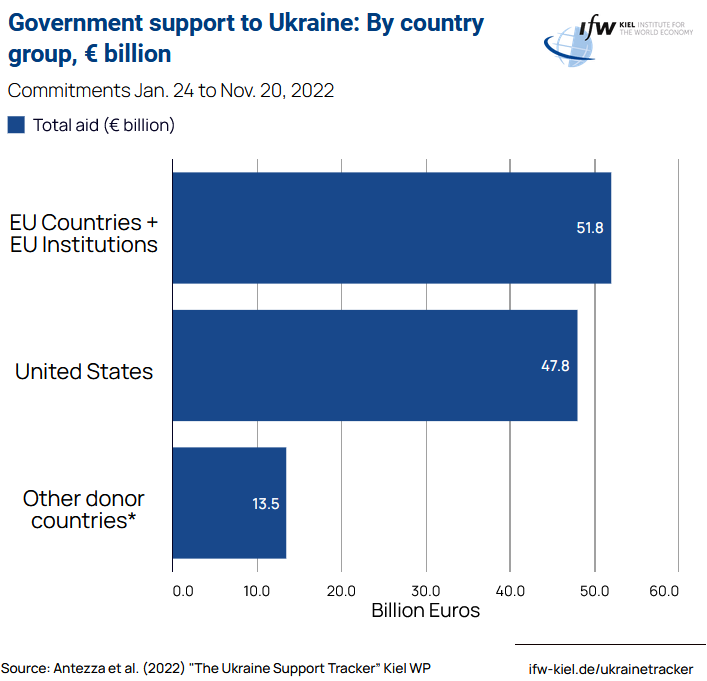 Government support to Ukraine: By country
group, € billion
ifw KIEL INSTITUTE FOR
THE WORLD ECONOMY
Commitments Jan. 24 to Nov. 20, 2022
Total aid (€ billion)
EU Countries +
EU Institutions
51.8
United States
47.8
Other donor
countries*
13.5
0.0 10.0 20.0 30.0 40.0 50.0 60.0
Billion Euros
Source: Antezza et al. (2022) "The Ukraine Support Tracker” Kiel WP
ifw-kiel.de/ukrainetracker